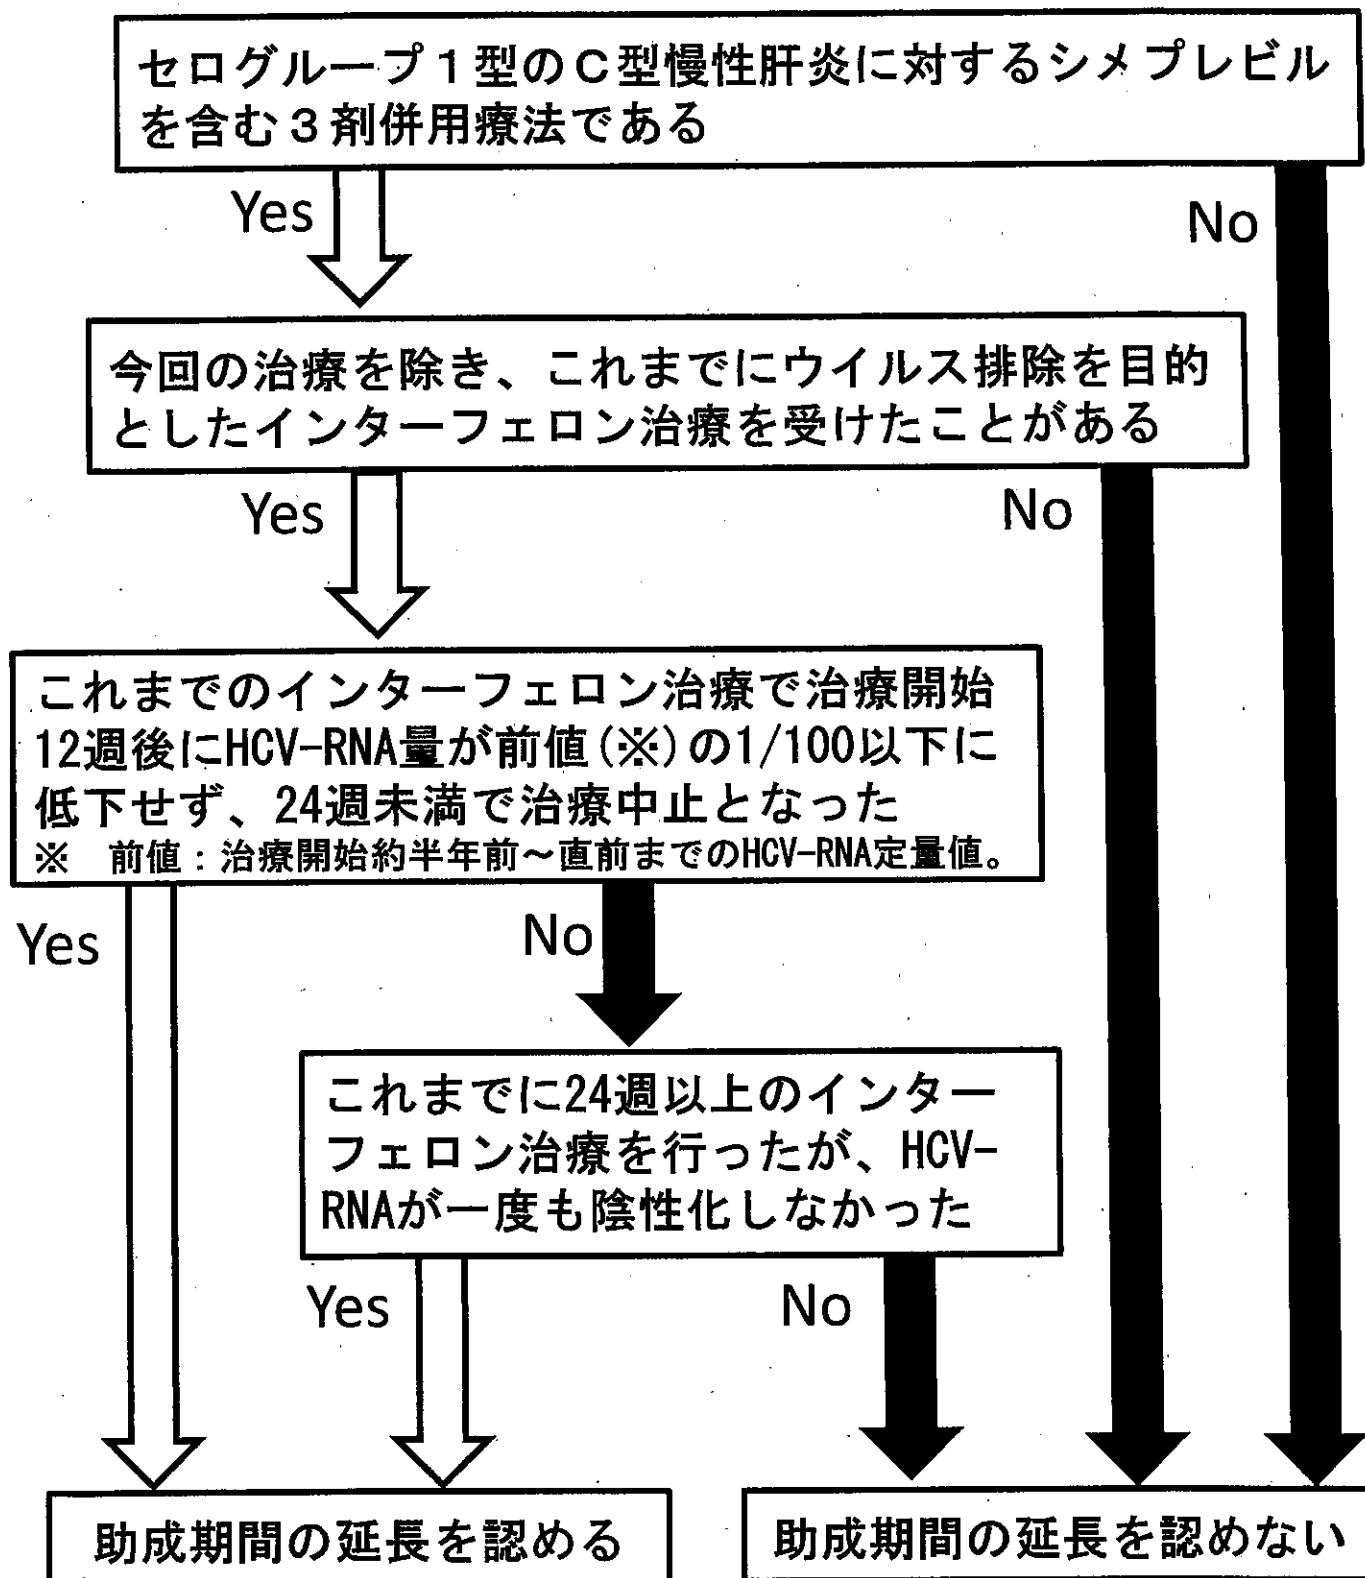 セログループ１型のＣ型慢性肝炎に対するシメプレビル
を含む３剤併用療法である
Yes
No
今回の治療を除き、これまでにウイルス排除を目的
としたインターフェロン治療を受けたことがある
Yes
No
これまでのインターフェロン治療で治療開始
12週後にHCV-RNA量が前値(※)の1/100以下に
低下せず、24週未満で治療中止となった
※　前値：治療開始約半年前～直前までのHCV-RNA定量値。
Yes
No
これまでに24週以上のインター
フェロン治療を行ったが、HCV-
RNAが一度も陰性化しなかった
Yes
No
助成期間の延長を認める
助成期間の延長を認めない